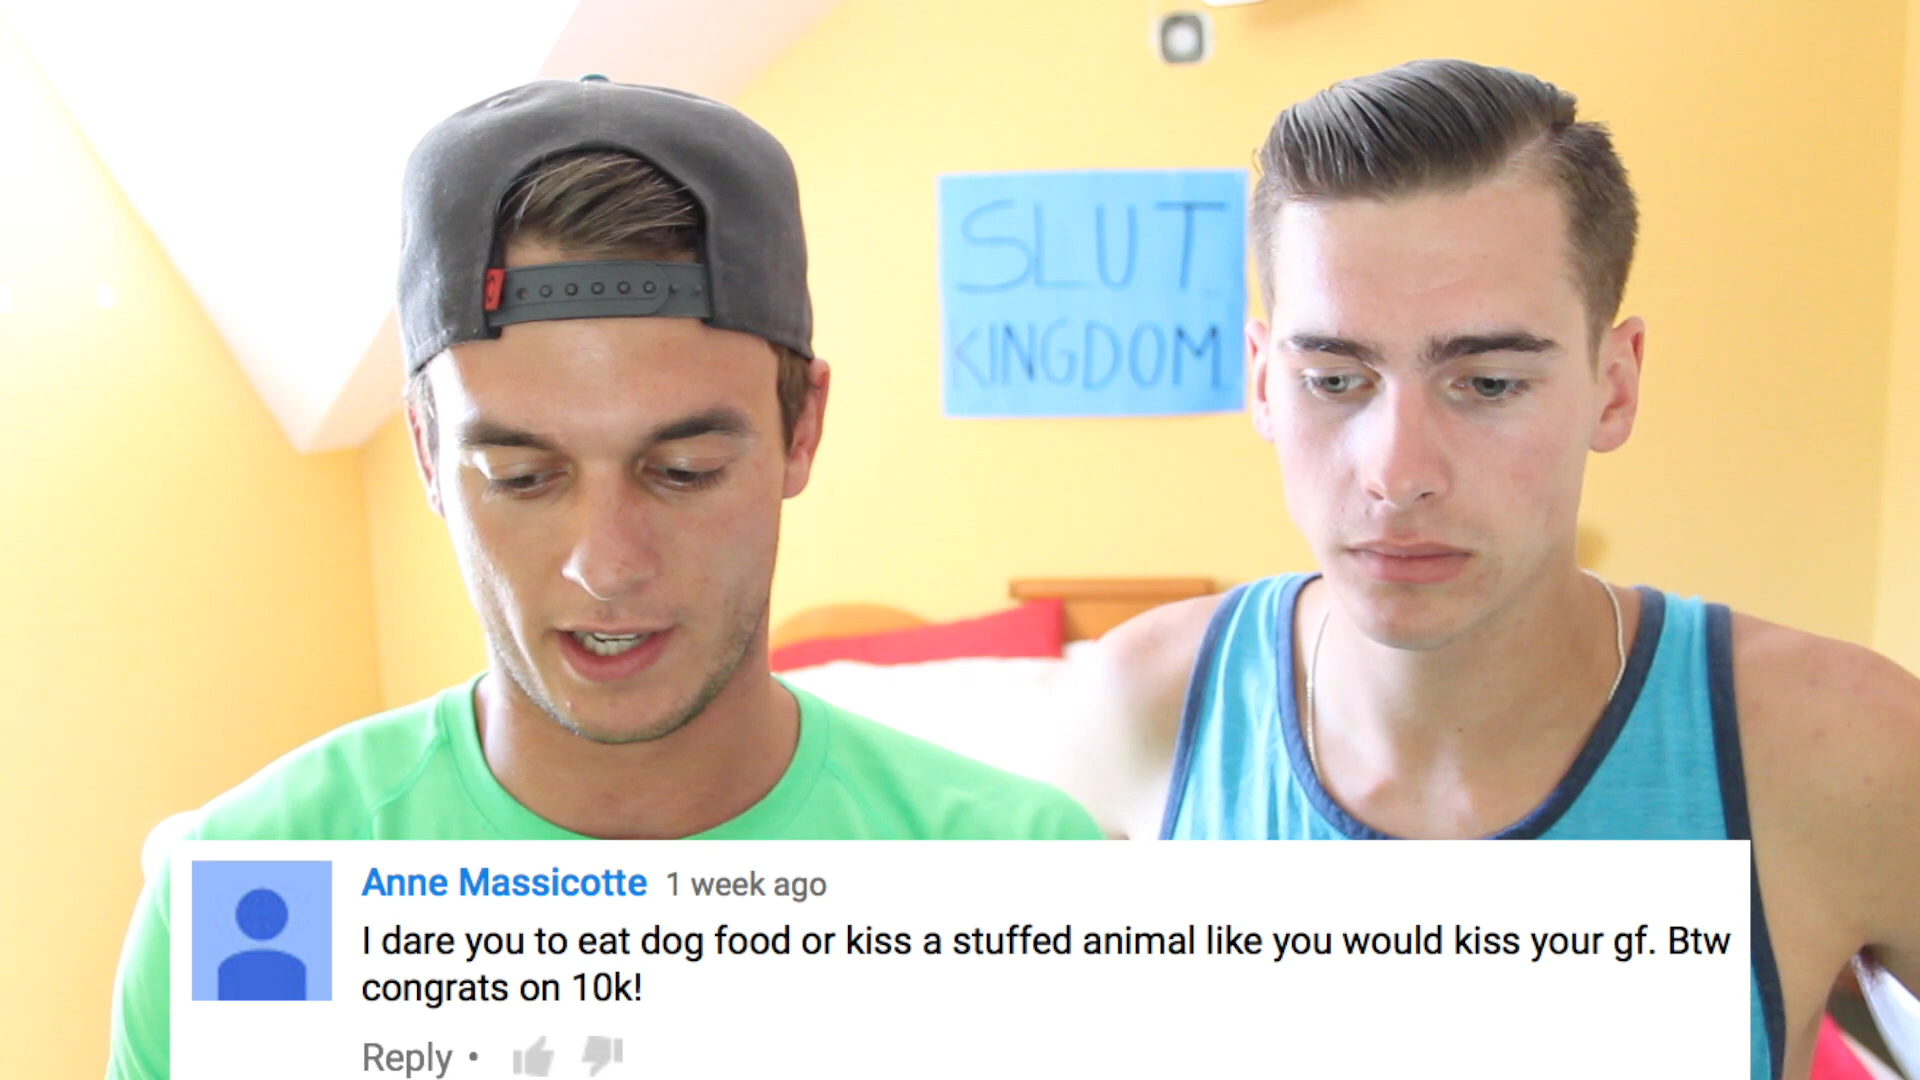 SLUT
KINGDOM
Anne Massicotte 1 week ago
I dare you to eat dog food or kiss a stuffed animal like you would kiss your gf. Btw
congrats on 10k!
Reply •